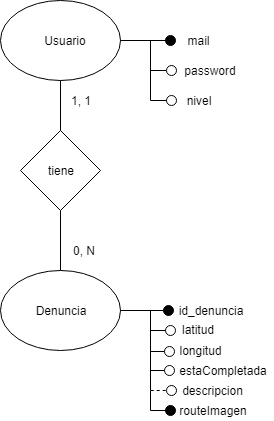 Usuario
mail
password
nivel
1, 1
tiene
0, N
Denuncia
id_denuncia
latitud
longitud
estaCompletada
descripcion
routeImagen